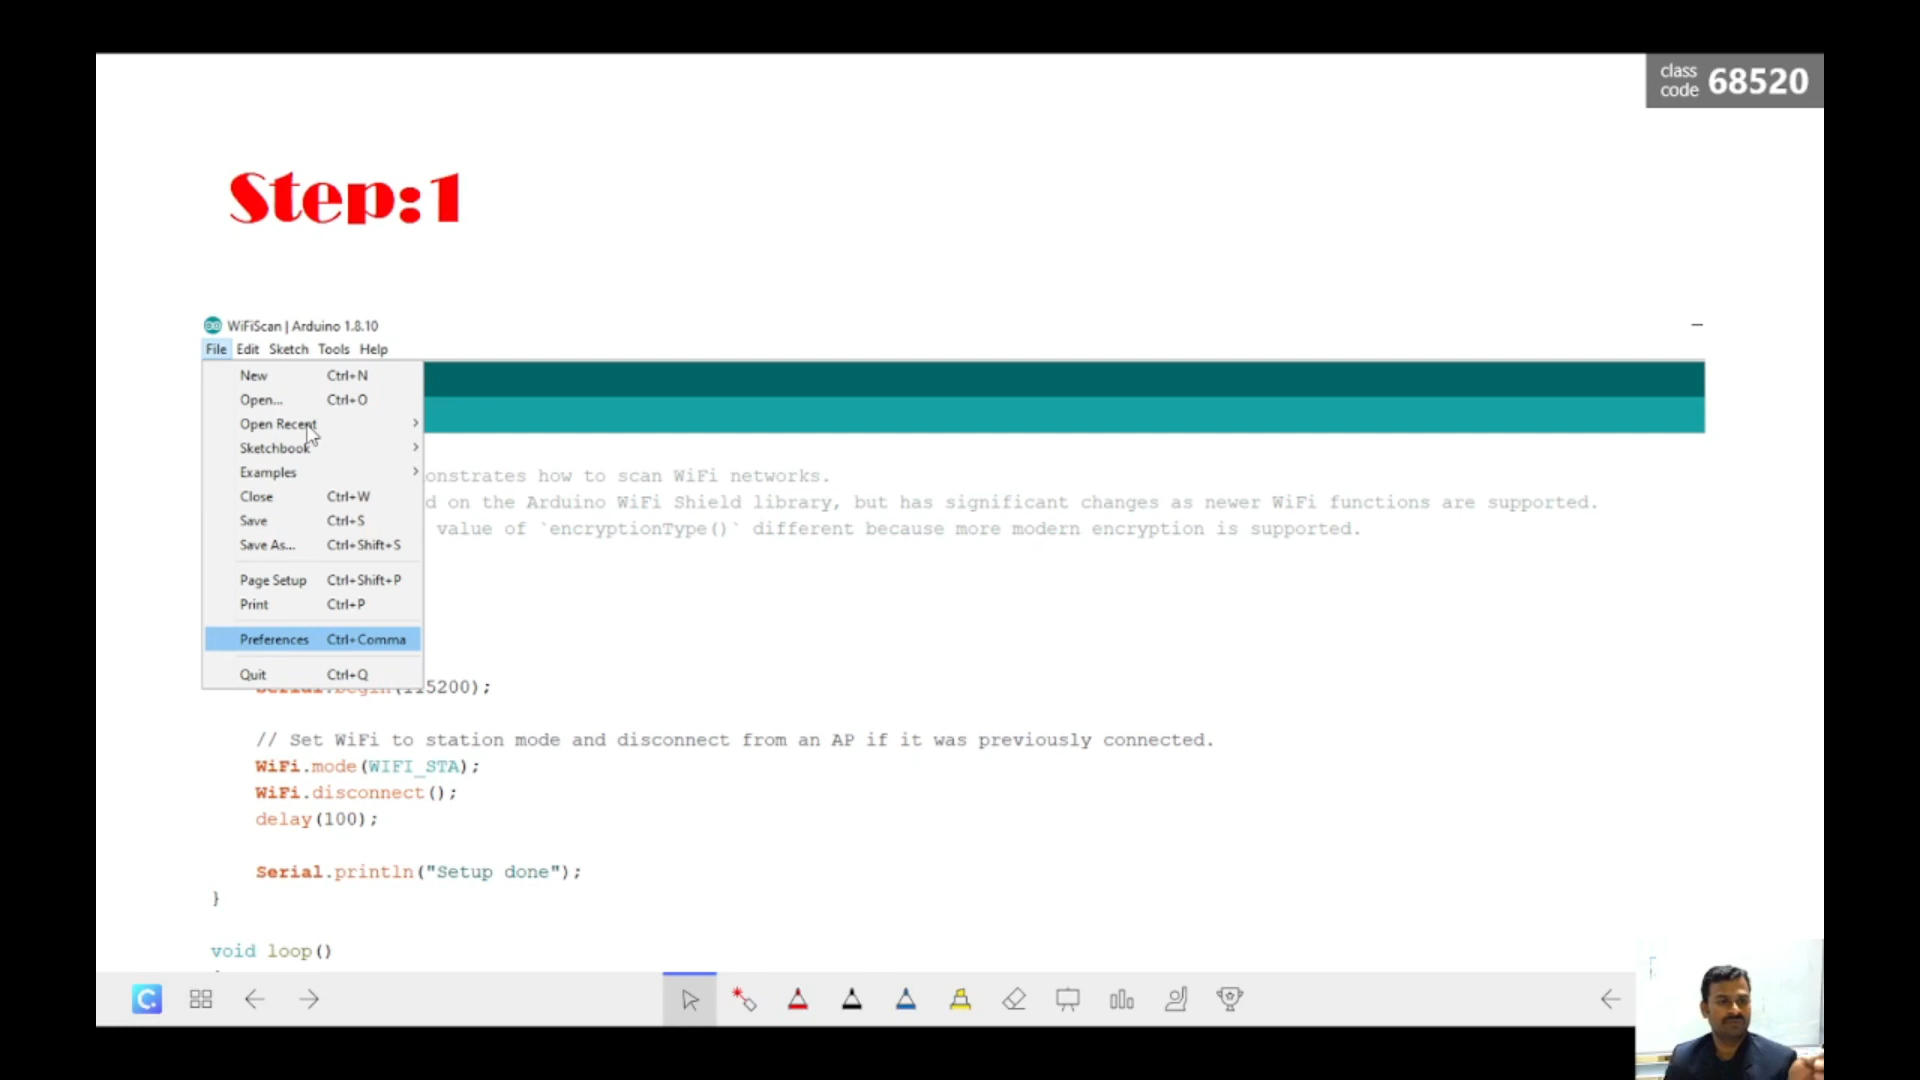 class code 68520
Step:1
WiFiScan | Arduino 1.8.10
File Edit Sketch Tools Help
New Ctrl+N
Open... Ctrl+O
Open Recent
Sketchbook
Examples
Close Ctrl+W
Save Ctrl+S
Save As... Ctrl+Shift+S
Page Setup Ctrl+Shift+P
Print Ctrl+P
Preferences Ctrl+Comma
Quit Ctrl+Q
onstrates how to scan WiFi networks.
d on the Arduino WiFi Shield library, but has significant changes as newer WiFi functions are supported.
value of `encryptionType()` different because more modern encryption is supported.
Serial.begin(115200);
// Set WiFi to station mode and disconnect from an AP if it was previously connected.
WiFi.mode(WIFI_STA);
WiFi.disconnect();
delay(100);
Serial.println("Setup done");
}
void loop()